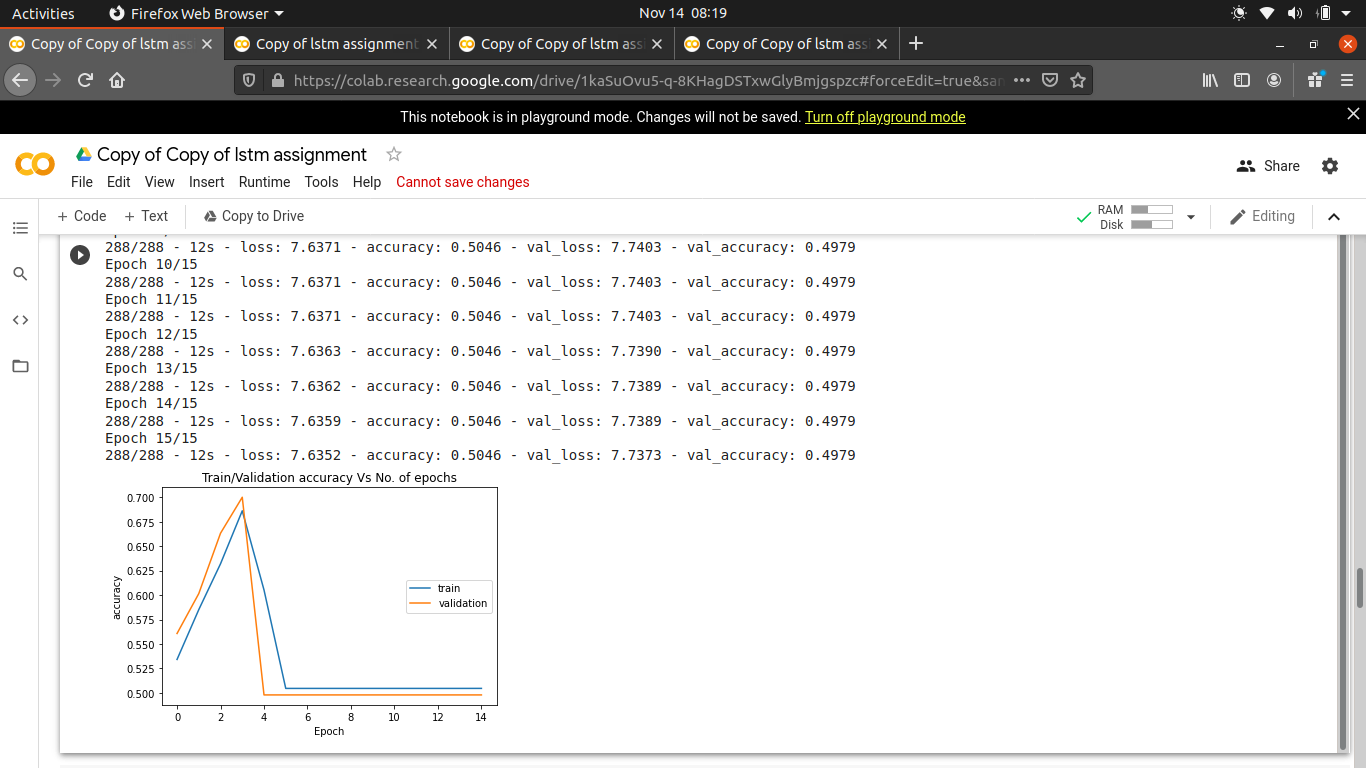 Activities
Firefox Web Browser
Nov 14 08:19
Copy of Copy of lstm ass
Copy of lstm assignment
Copy of Copy of lstm ass
Copy of Copy of lstm ass
https://colab.research.google.com/drive/1kaSuOvu5-q-8KHagDSTxwGlyBmjgspzc#forceEdit=true&san
This notebook is in playground mode. Changes will not be saved. Turn off playground mode
Copy of Copy of lstm assignment
Share
File Edit View Insert Runtime Tools Help Cannot save changes
+ Code + Text Copy to Drive
RAM
Disk
Editing
288/288 - 12s - loss: 7.6371 - accuracy: 0.5046 - val_loss: 7.7403 - val_accuracy: 0.4979
Epoch 10/15
288/288 - 12s - loss: 7.6371 - accuracy: 0.5046 - val_loss: 7.7403 - val_accuracy: 0.4979
Epoch 11/15
288/288 - 12s - loss: 7.6371 - accuracy: 0.5046 - val_loss: 7.7403 - val_accuracy: 0.4979
Epoch 12/15
288/288 - 12s - loss: 7.6363 - accuracy: 0.5046 - val_loss: 7.7390 - val_accuracy: 0.4979
Epoch 13/15
288/288 - 12s - loss: 7.6362 - accuracy: 0.5046 - val_loss: 7.7389 - val_accuracy: 0.4979
Epoch 14/15
288/288 - 12s - loss: 7.6359 - accuracy: 0.5046 - val_loss: 7.7389 - val_accuracy: 0.4979
Epoch 15/15
288/288 - 12s - loss: 7.6352 - accuracy: 0.5046 - val_loss: 7.7373 - val_accuracy: 0.4979
Train/Validation accuracy Vs No. of epochs
0.700
0.675
0.650
0.625
0.600
0.575
0.550
0.525
0.500
accuracy
train
validation
0 2 4 6 8 10 12 14
Epoch